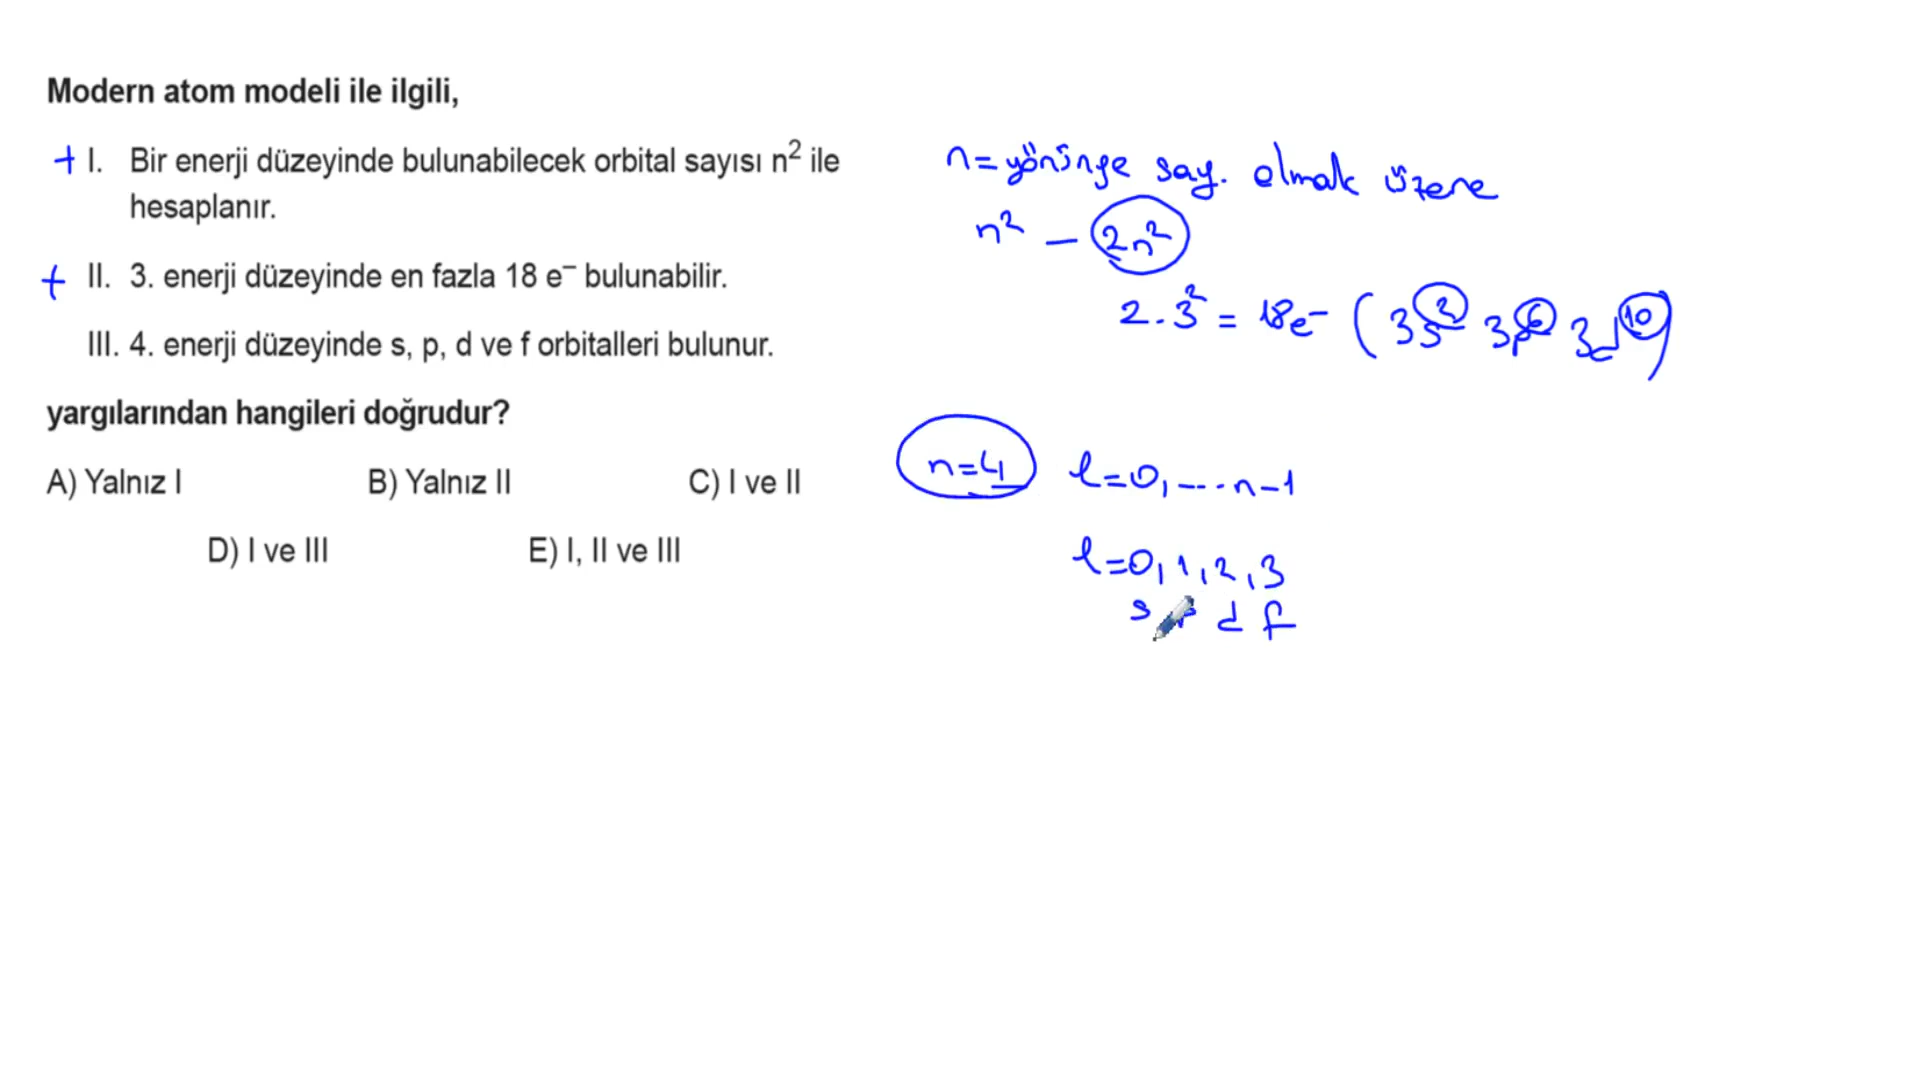 Modern atom modeli ile ilgili,
+ I. Bir enerji düzeyinde bulunabilecek orbital sayısı n² ile
hesaplanır.
+ II. 3. enerji düzeyinde en fazla 18 e⁻ bulunabilir.
III. 4. enerji düzeyinde s, p, d ve f orbitalleri bulunur.
yargılarından hangileri doğrudur?
A) Yalnız I B) Yalnız II C) I ve II
D) I ve III E) I, II ve III
n = yörünge say. olmak üzere
n² – 2n²
2.3² = 18e⁻ (3s² 3p⁶ 3d¹⁰)
n=4 l=0, ---- n-1
l=0, 1, 2, 3
s p d f